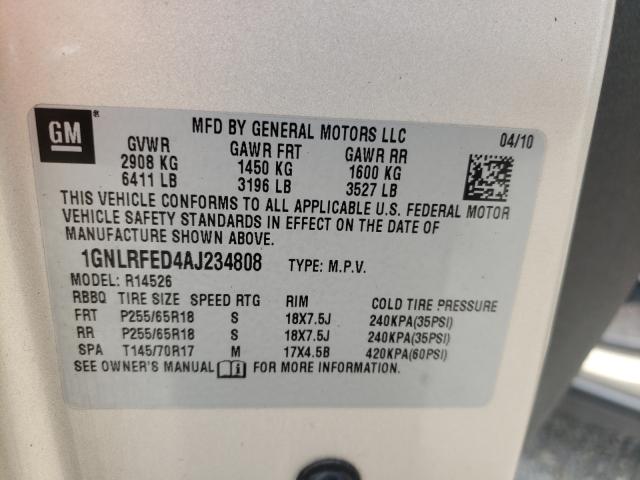 GM ®
MFD BY GENERAL MOTORS LLC 04/10
GVWR GAWR FRT GAWR RR
2908 KG 1450 KG 1600 KG
6411 LB 3196 LB 3527 LB
THIS VEHICLE CONFORMS TO ALL APPLICABLE U.S. FEDERAL MOTOR
VEHICLE SAFETY STANDARDS IN EFFECT ON THE DATE OF
MANUFACTURE SHOWN ABOVE.
1GNLRFED4AJ234808 TYPE: M.P.V.
MODEL: R14526
RBBQ TIRE SIZE SPEED RTG RIM COLD TIRE PRESSURE
FRT P255/65R18 S 18X7.5J 240KPA(35PSI)
RR P255/65R18 S 18X7.5J 240KPA(35PSI)
SPA T145/70R17 M 17X4.5B 420KPA(60PSI)
SEE OWNER'S MANUAL FOR MORE INFORMATION.